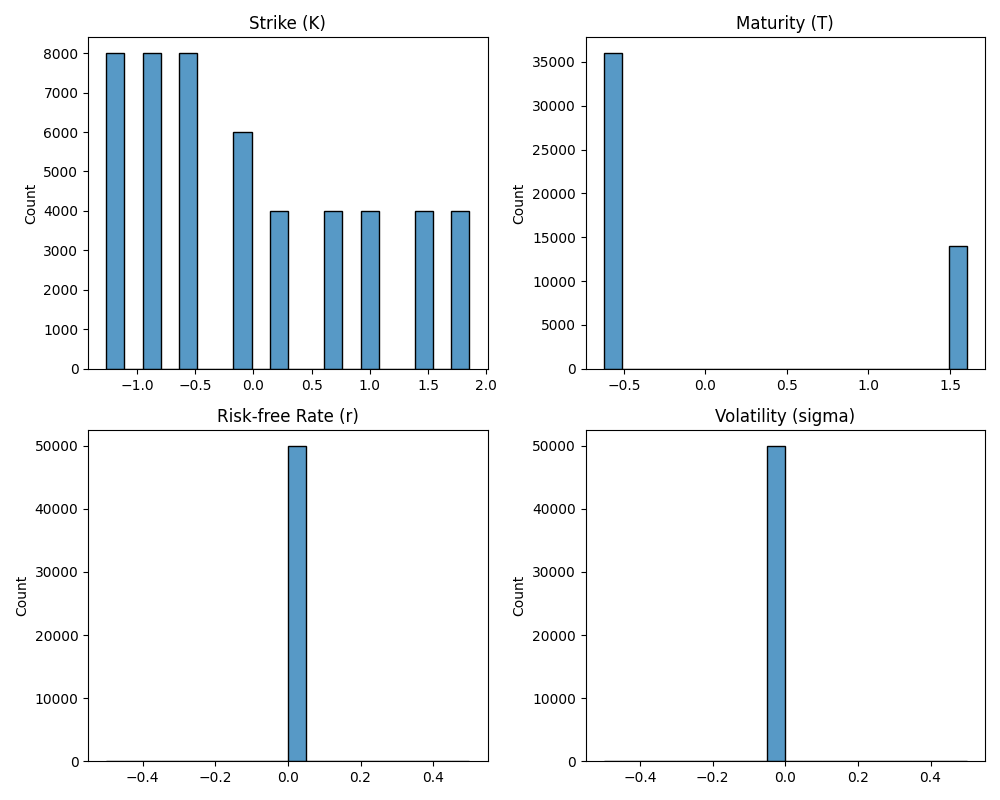 Strike (K)
Count
8000
7000
6000
5000
4000
3000
2000
1000
0
−1.0 −0.5 0.0 0.5 1.0 1.5 2.0
Maturity (T)
Count
35000
30000
25000
20000
15000
10000
5000
0
−0.5 0.0 0.5 1.0 1.5
Risk-free Rate (r)
Count
50000
40000
30000
20000
10000
0
−0.4 −0.2 0.0 0.2 0.4
Volatility (sigma)
Count
50000
40000
30000
20000
10000
0
−0.4 −0.2 0.0 0.2 0.4